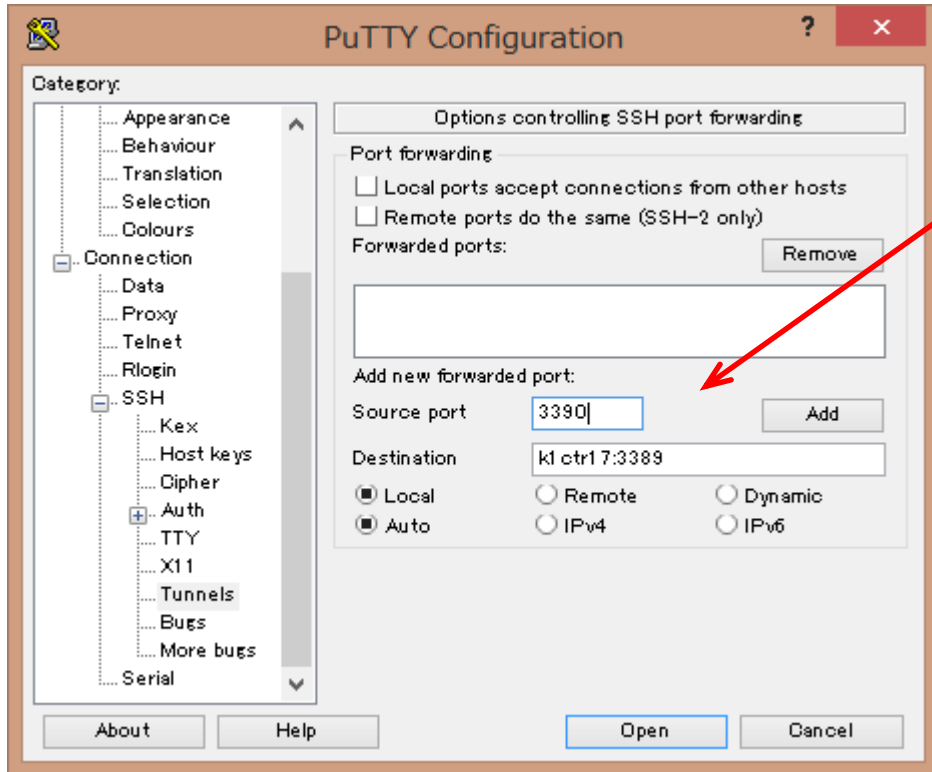 PuTTY Configuration
?
×
Category:
Appearance
Behaviour
Translation
Selection
Colours
Connection
Data
Proxy
Telnet
Rlogin
SSH
Kex
Host keys
Cipher
Auth
TTY
X11
Tunnels
Bugs
More bugs
Serial
Options controlling SSH port forwarding
Port forwarding
Local ports accept connections from other hosts
Remote ports do the same (SSH-2 only)
Forwarded ports:
Remove
Add new forwarded port:
Source port 3390 Add
Destination k1ctr17:3389
Local Remote Dynamic
Auto IPv4 IPv6
About Help Open Cancel